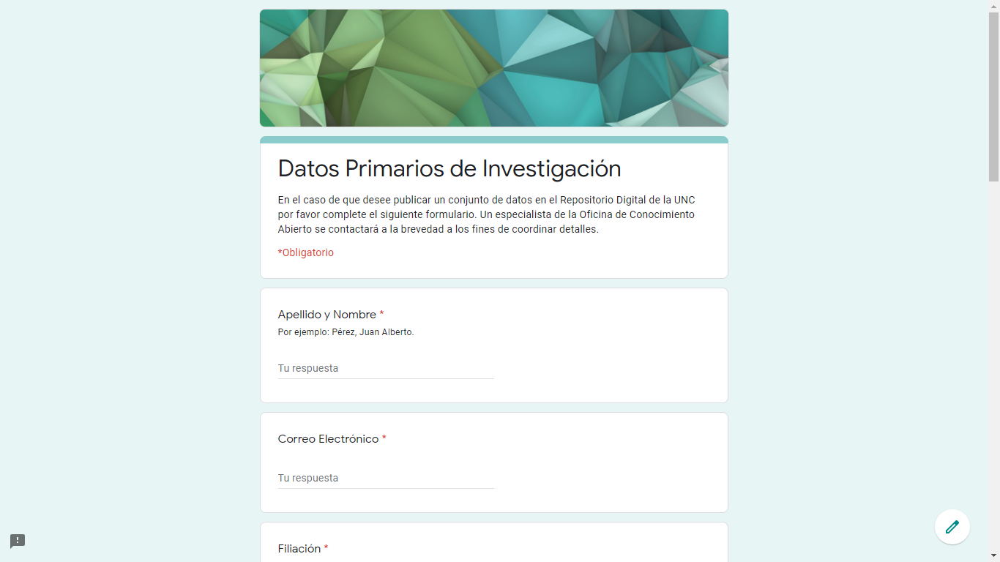 Datos Primarios de Investigación
En el caso de que desee publicar un conjunto de datos en el Repositorio Digital de la UNC
por favor complete el siguiente formulario. Un especialista de la Oficina de Conocimiento
Abierto se contactará a la brevedad a los fines de coordinar detalles.
*Obligatorio
Apellido y Nombre *
Por ejemplo: Pérez, Juan Alberto.
Tu respuesta
Correo Electrónico *
Tu respuesta
Filiación *